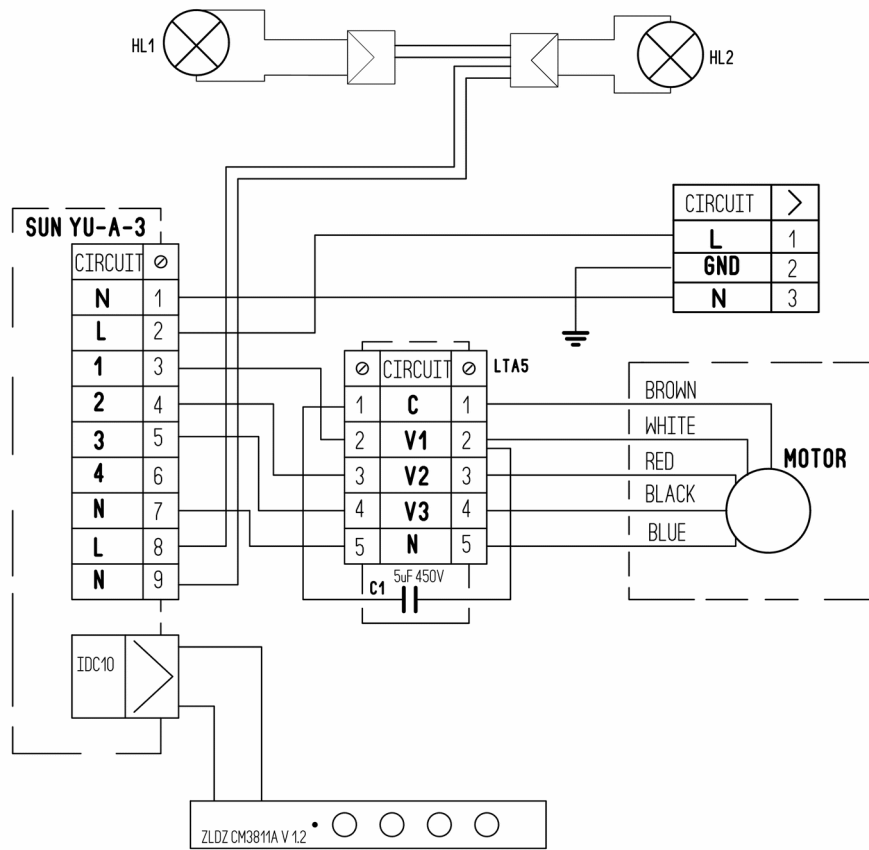 HL1
HL2
SUN YU-A-3
CIRCUIT
N 1
L 2
1 3
2 4
3 5
4 6
N 7
L 8
N 9
CIRCUIT
L 1
GND 2
N 3
CIRCUIT LTA5
1 C 1
2 V1 2
3 V2 3
4 V3 4
5 N 5
C1 5uF 450V
BROWN
WHITE
RED
BLACK
BLUE
MOTOR
IDC10
ZLDZ CM3811A V 1.2